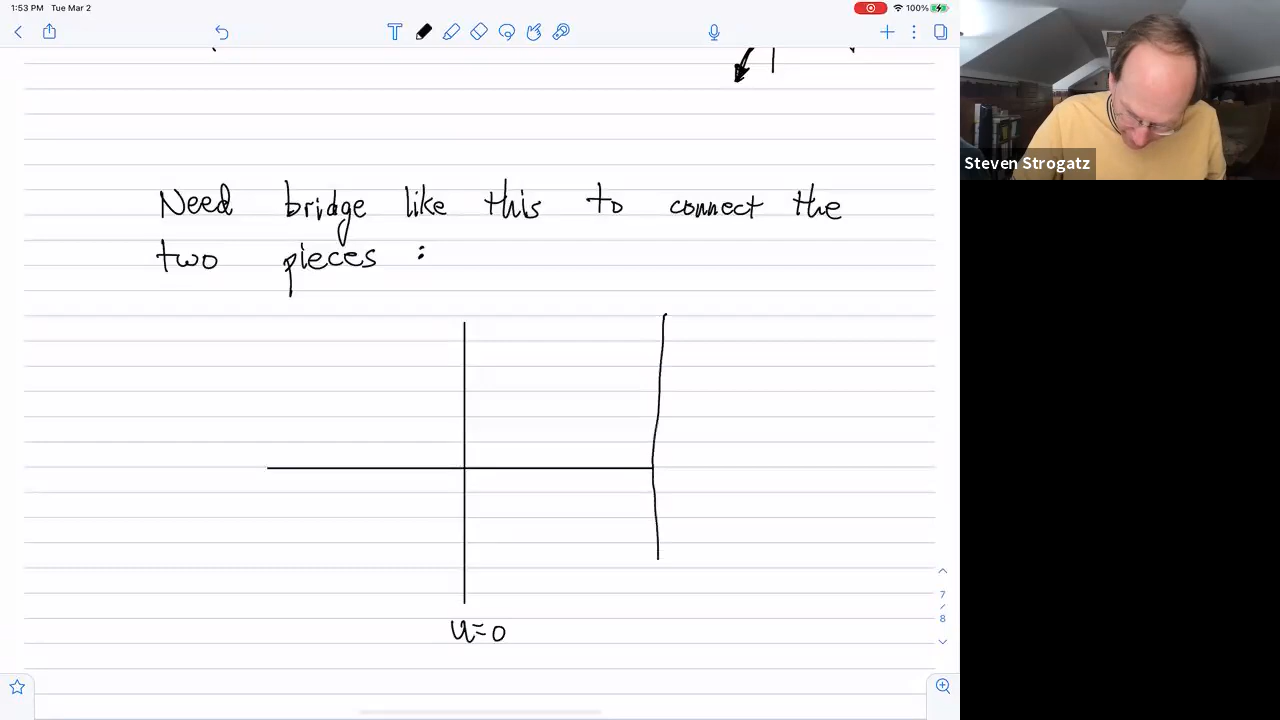 1:53 PM Tue Mar 2
100%
Steven Strogatz
Need bridge like this to connect the
two pieces :
u=0
7
/
8